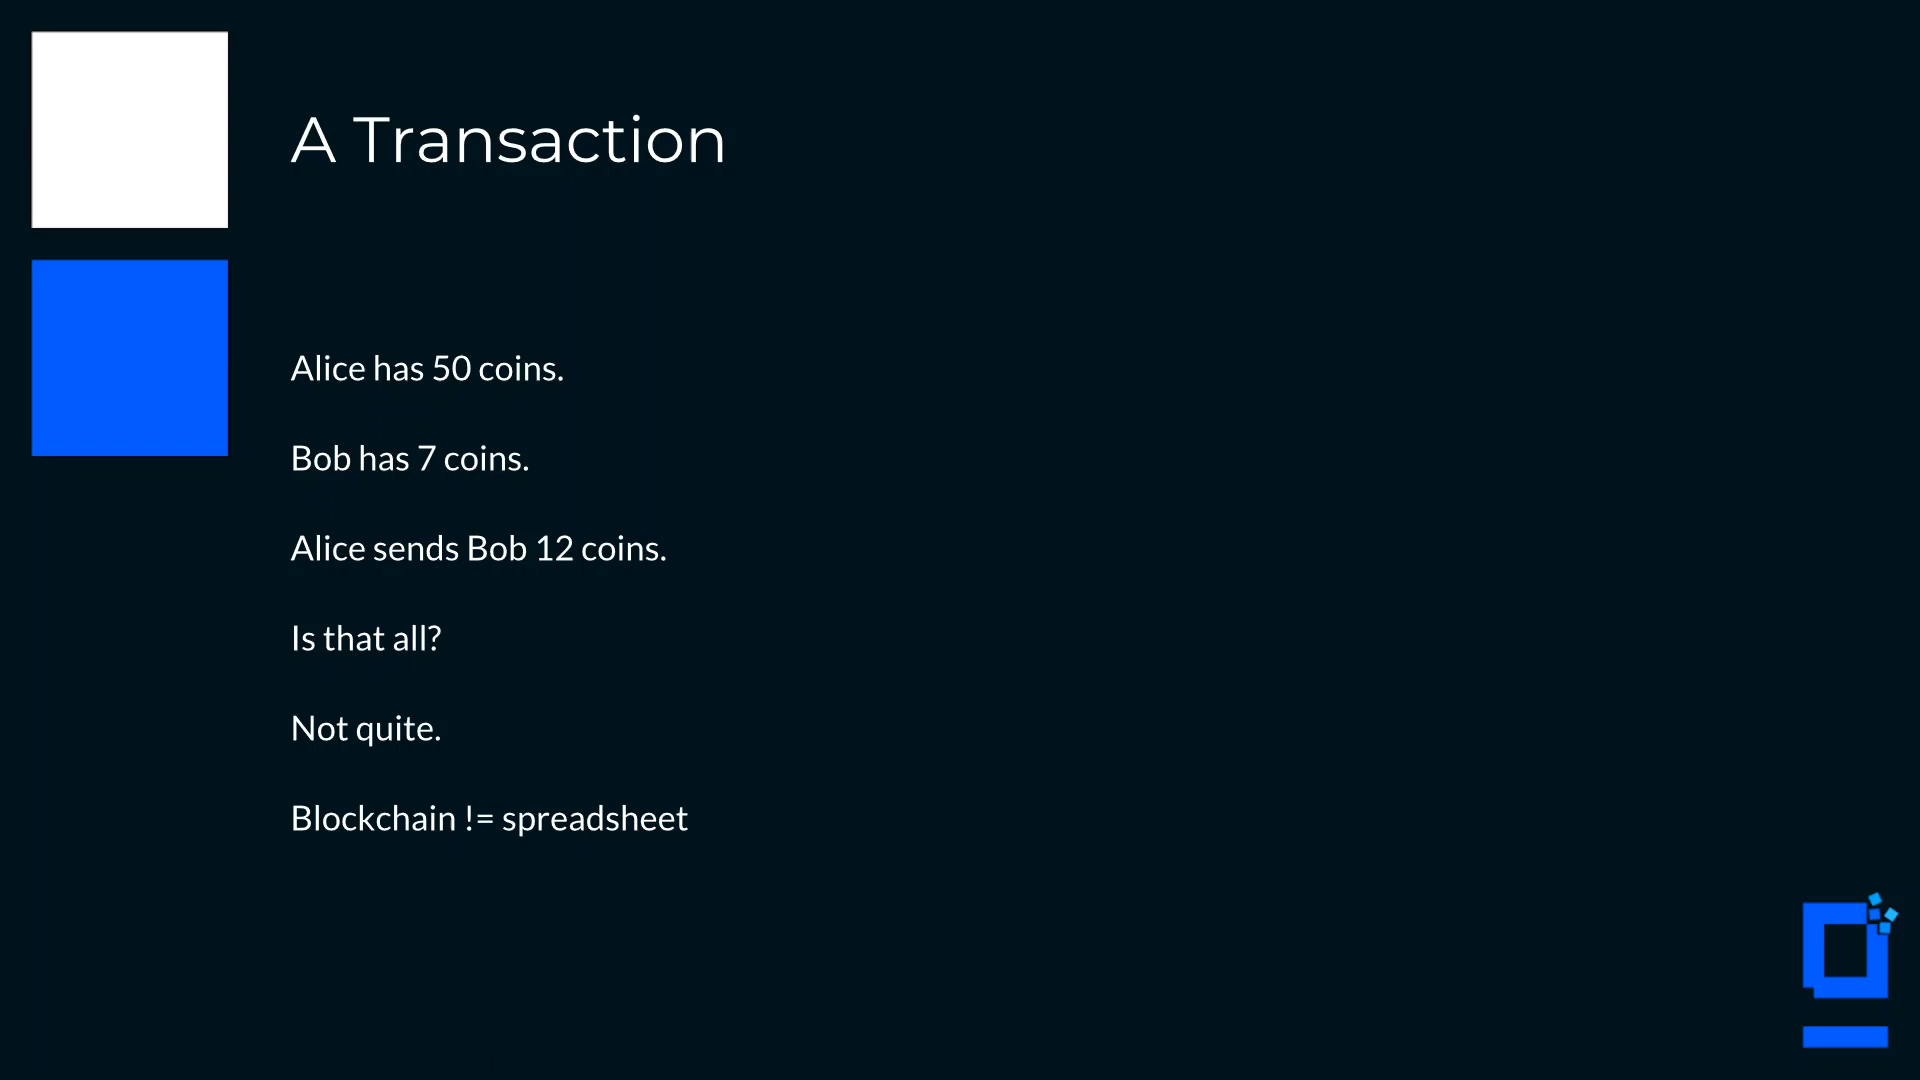 A Transaction
Alice has 50 coins.
Bob has 7 coins.
Alice sends Bob 12 coins.
Is that all?
Not quite.
Blockchain != spreadsheet